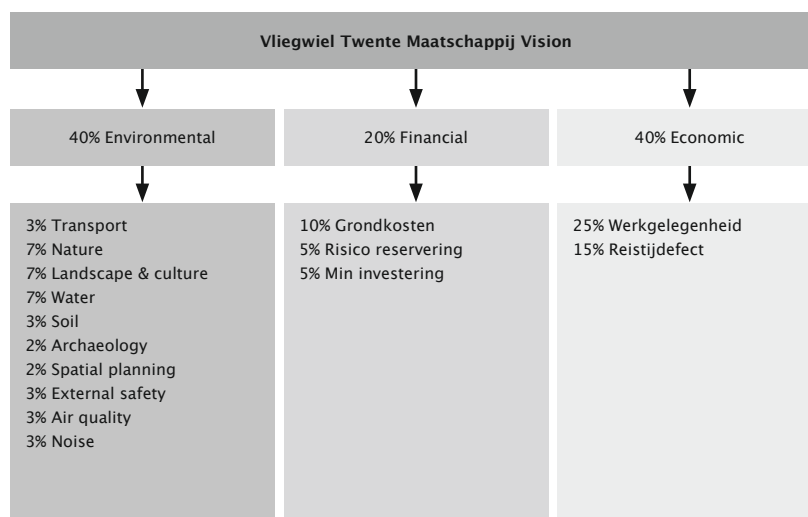 Vliegwiel Twente Maatschappij Vision
40% Environmental
20% Financial
40% Economic
3% Transport
7% Nature
7% Landscape & culture
7% Water
3% Soil
2% Archaeology
2% Spatial planning
3% External safety
3% Air quality
3% Noise
10% Grondkosten
5% Risico reservering
5% Min investering
25% Werkgelegenheid
15% Reistijdefect